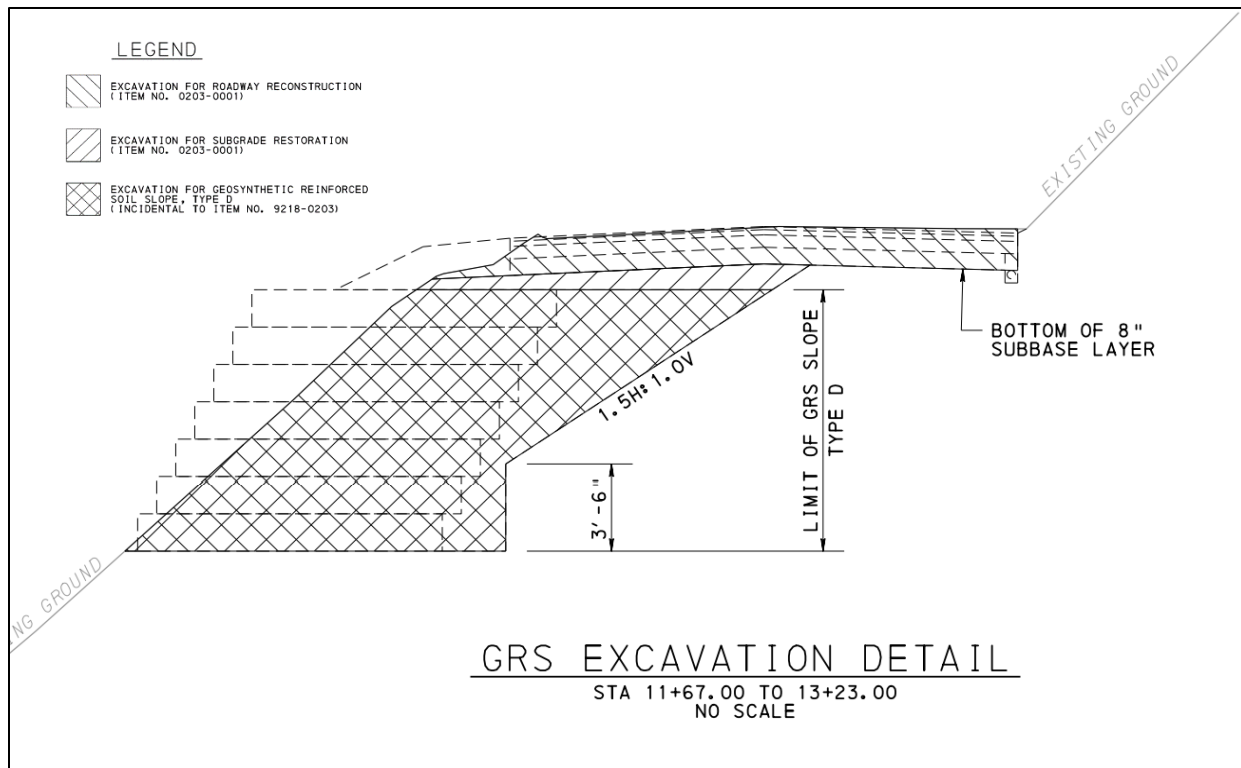 LEGEND
EXCAVATION FOR ROADWAY RECONSTRUCTION
(ITEM NO. 0203-0001)
EXCAVATION FOR SUBGRADE RESTORATION
(ITEM NO. 0203-0001)
EXCAVATION FOR GEOSYNTHETIC REINFORCED
SOIL SLOPE, TYPE D
(INCIDENTAL TO ITEM NO. 9218-0203)
EXISTING GROUND
BOTTOM OF 8"
SUBBASE LAYER
1.5H:1.0V
LIMIT OF GRS SLOPE
TYPE D
3'-6"
GROUND
GRS EXCAVATION DETAIL
STA 11+67.00 TO 13+23.00
NO SCALE